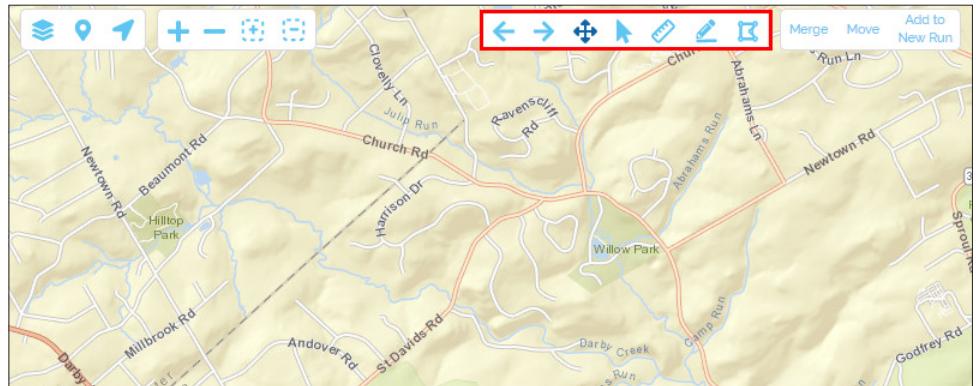 Merge
Move
Add to
New Run
Clovelly Ln
Julip Run
Ravenscliff
Rd
Abrahams Ln
Run Ln
Church Rd
Newtown Rd
Beaumont Rd
Newtown Rd
Abrahams Run
Harrison Dr
Hilltop
Park
Willow Park
Sproul
Millbrook Rd
Andover Rd
St Davids Rd
Darby Creek
Camp Run
Godfrey Rd
Darby
Run